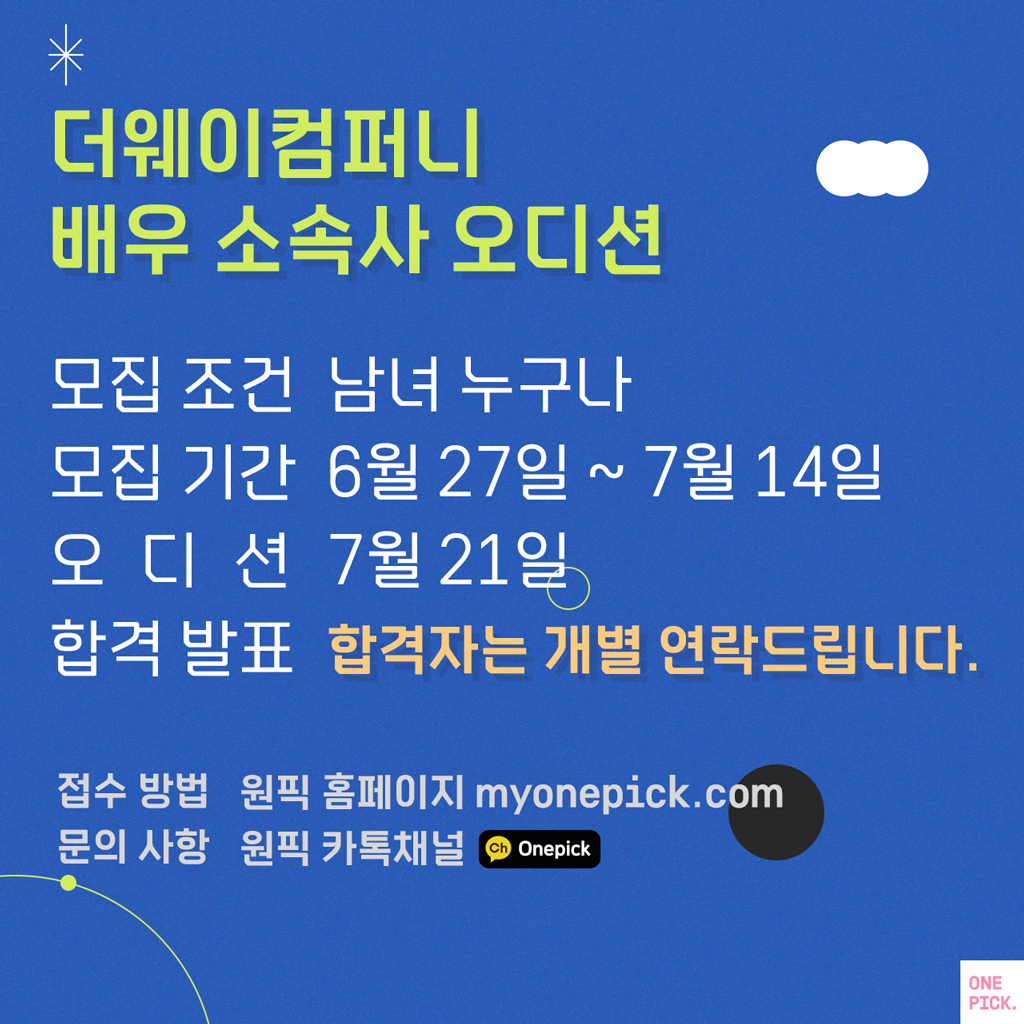 더웨이컴퍼니
배우 소속사 오디션
모집 조건 남녀 누구나
모집 기간 6월 27일 ~ 7월 14일
오 디 션 7월 21일
합격 발표 합격자는 개별 연락드립니다.
접수 방법 원픽 홈페이지 myonepick.com
문의 사항 원픽 카톡채널 Ch Onepick
ONE
PICK.